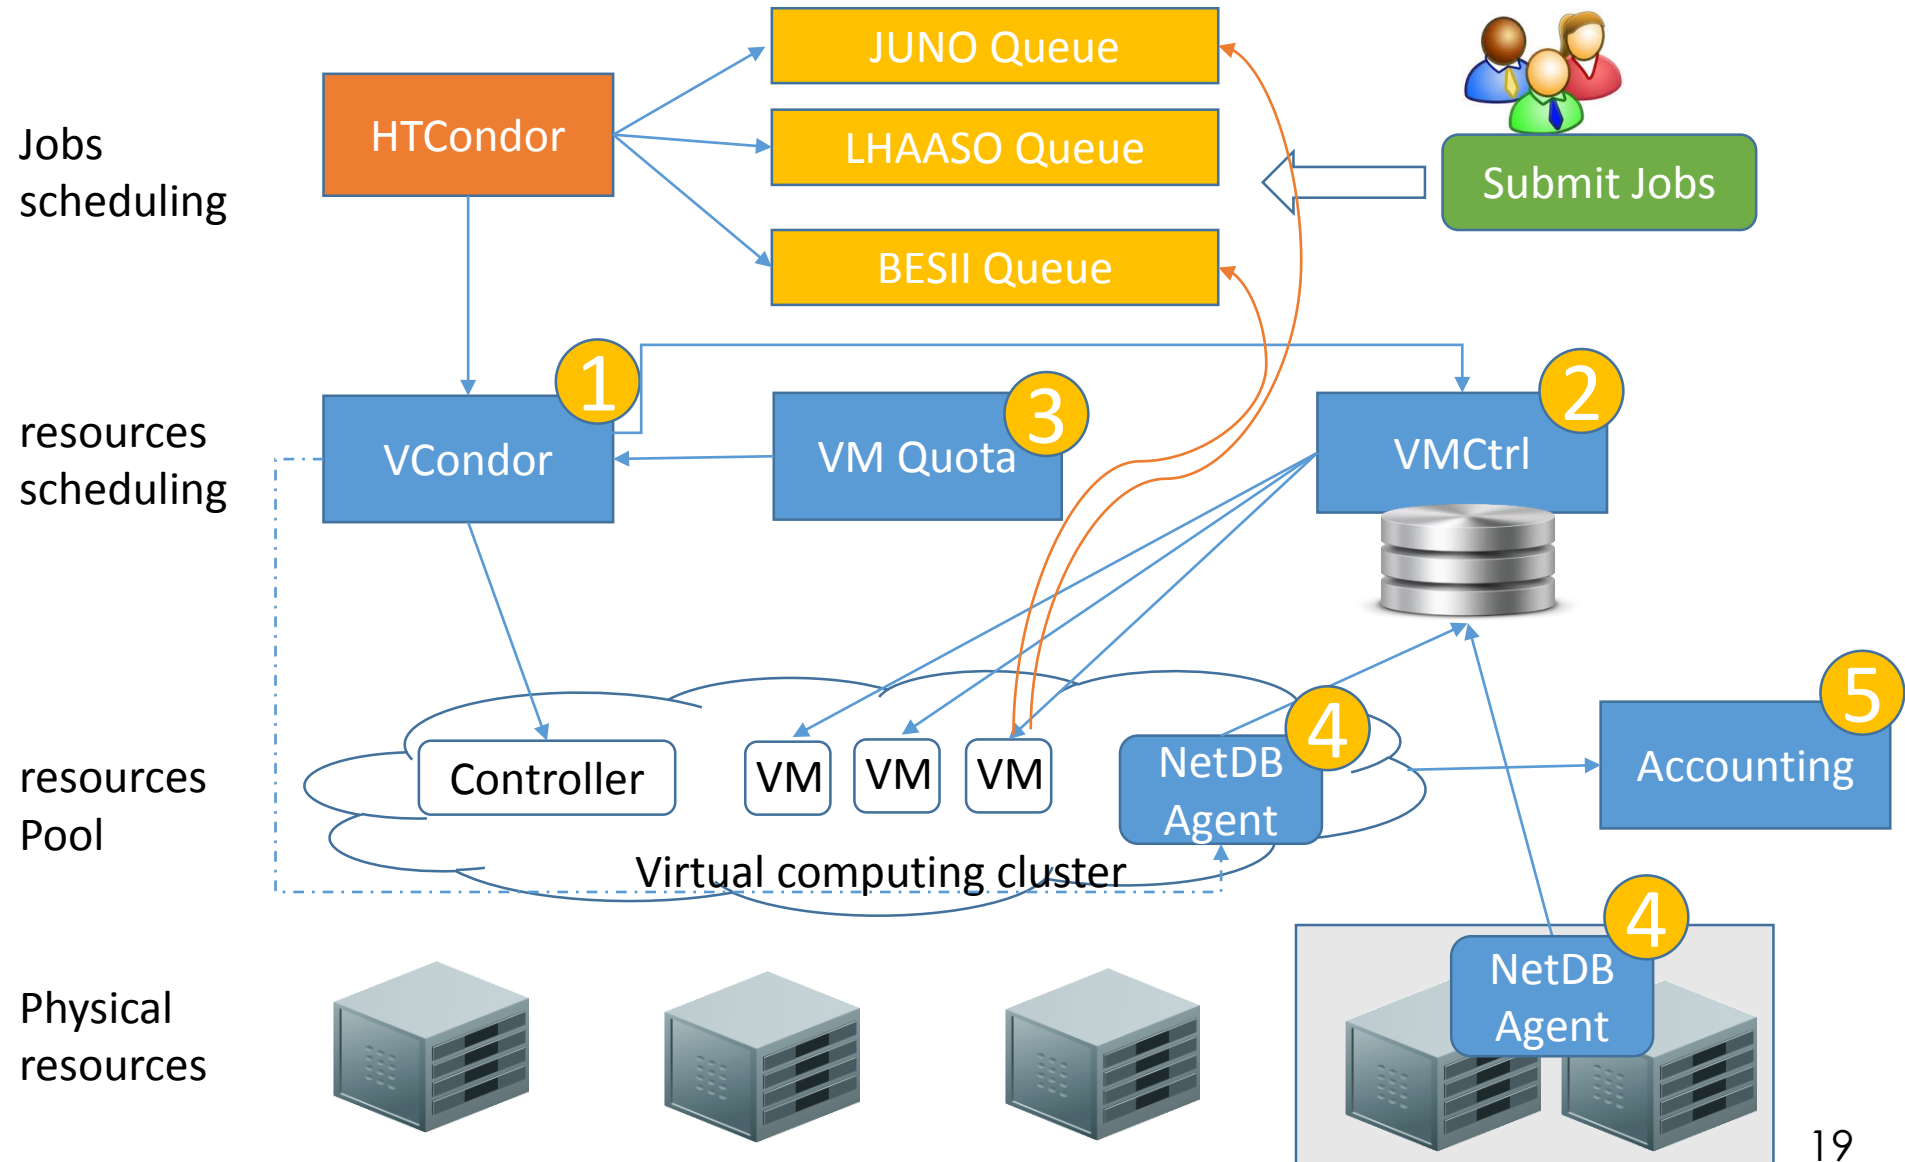 JUNO Queue
HTCondor
LHAASO Queue
Jobs
scheduling
Submit Jobs
BESII Queue
1
2
3
resources
scheduling
VCondor
VM Quota
VMCtrl
4
5
resources
Pool
Controller
VM
VM
VM
NetDB
Agent
Accounting
Virtual computing cluster
4
Physical
resources
NetDB
Agent
19